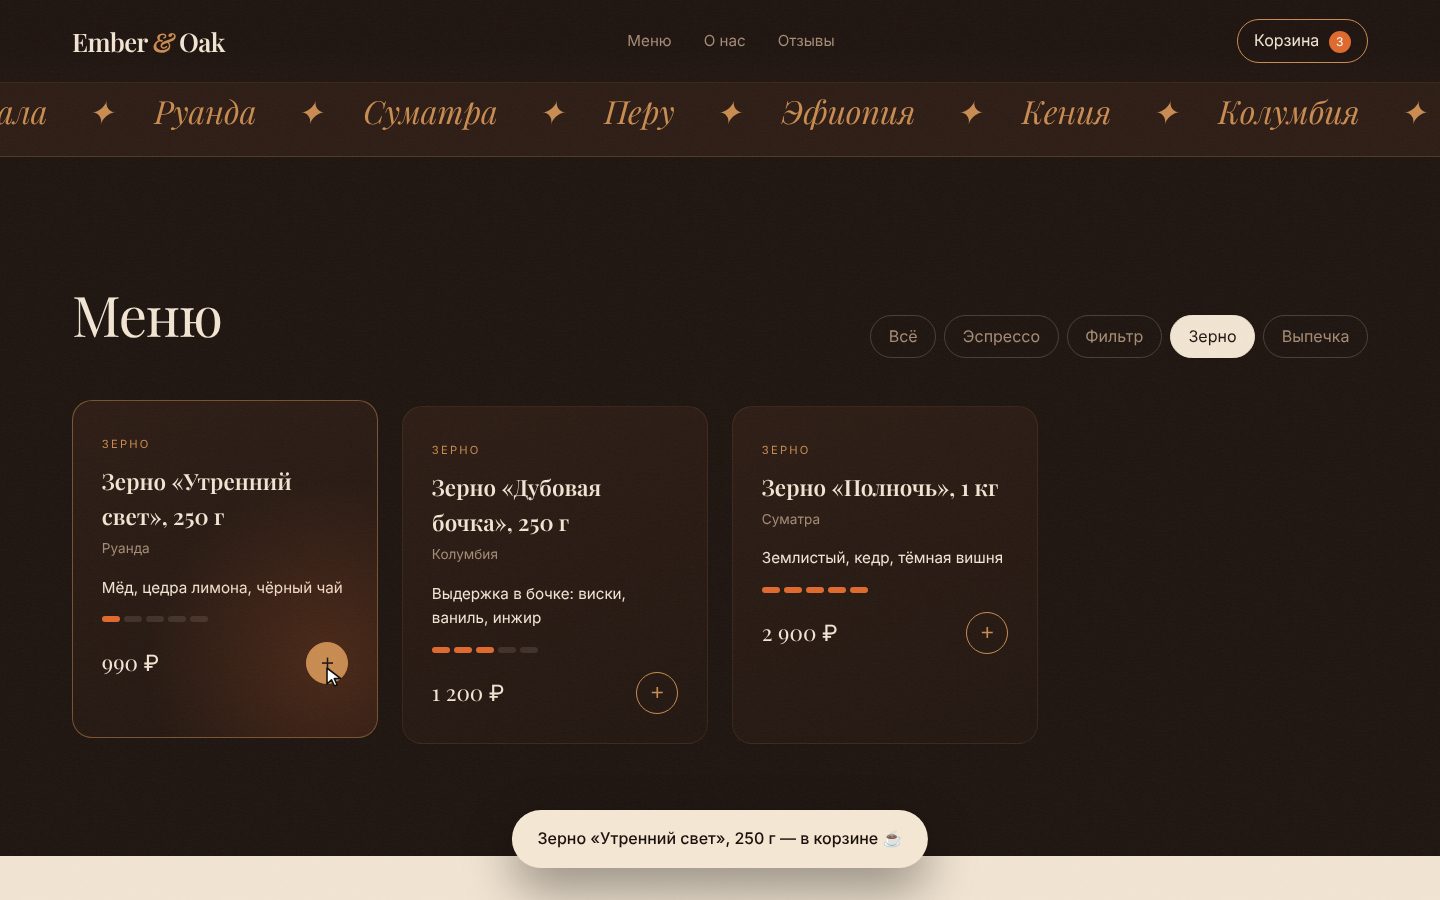 Ember & Oak
Меню
О нас
Отзывы
Корзина 3
ала ✦ Руанда ✦ Суматра ✦ Перу ✦ Эфиопия ✦ Кения ✦ Колумбия ✦
Меню
Всё
Эспрессо
Фильтр
Зерно
Выпечка
ЗЕРНО
Зерно «Утренний
свет», 250 г
Руанда
Мёд, цедра лимона, чёрный чай
990 ₽
+
ЗЕРНО
Зерно «Дубовая
бочка», 250 г
Колумбия
Выдержка в бочке: виски,
ваниль, инжир
1 200 ₽
+
ЗЕРНО
Зерно «Полночь», 1 кг
Суматра
Землистый, кедр, тёмная вишня
2 900 ₽
+
Зерно «Утренний свет», 250 г — в корзине ☕